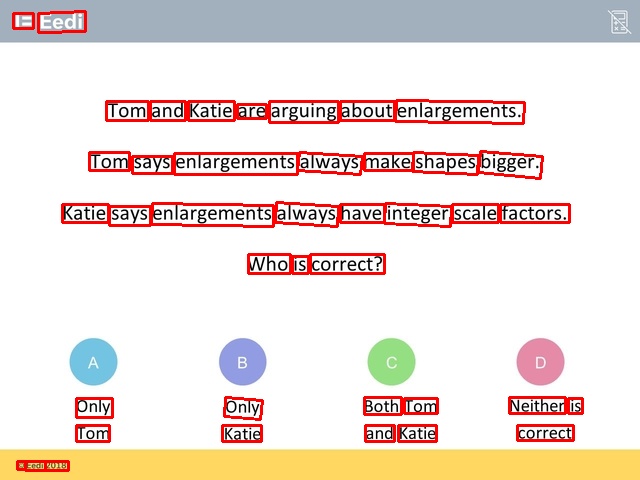 Eedi
Tom and Katie are arguing about enlargements.
Tom says enlargements always make shapes bigger.
Katie says enlargements always have integer scale factors.
Who is correct?
A
B
C
D
Only Tom
Only Katie
Both Tom and Katie
Neither is correct
© Eedi 2018